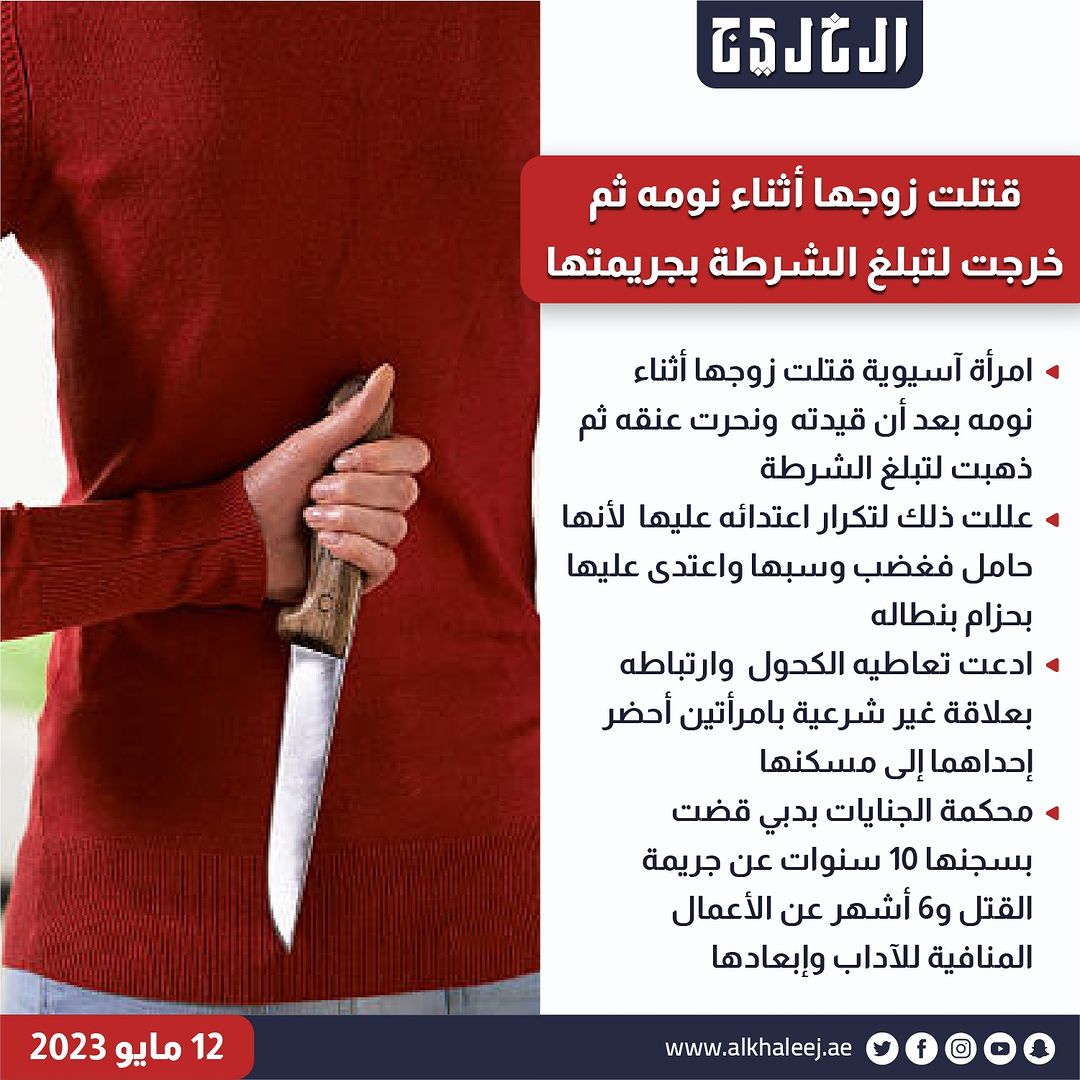 الخليج
قتلت زوجها أثناء نومه ثم
خرجت لتبلغ الشرطة بجريمتها
امرأة آسيوية قتلت زوجها أثناء
نومه بعد أن قيدته ونحرت عنقه ثم
ذهبت لتبلغ الشرطة
عللت ذلك لتكرار اعتدائه عليها لأنها
حامل فغضب وسبها واعتدى عليها
بحزام بنطاله
ادعت تعاطيه الكحول وارتباطه
بعلاقة غير شرعية بامرأتين أحضر
إحداهما إلى مسكنها
محكمة الجنايات بدبي قضت
بسجنها 10 سنوات عن جريمة
القتل و6 أشهر عن الأعمال
المنافية للآداب وإبعادها
www.alkhaleej.ae
12 مايو 2023